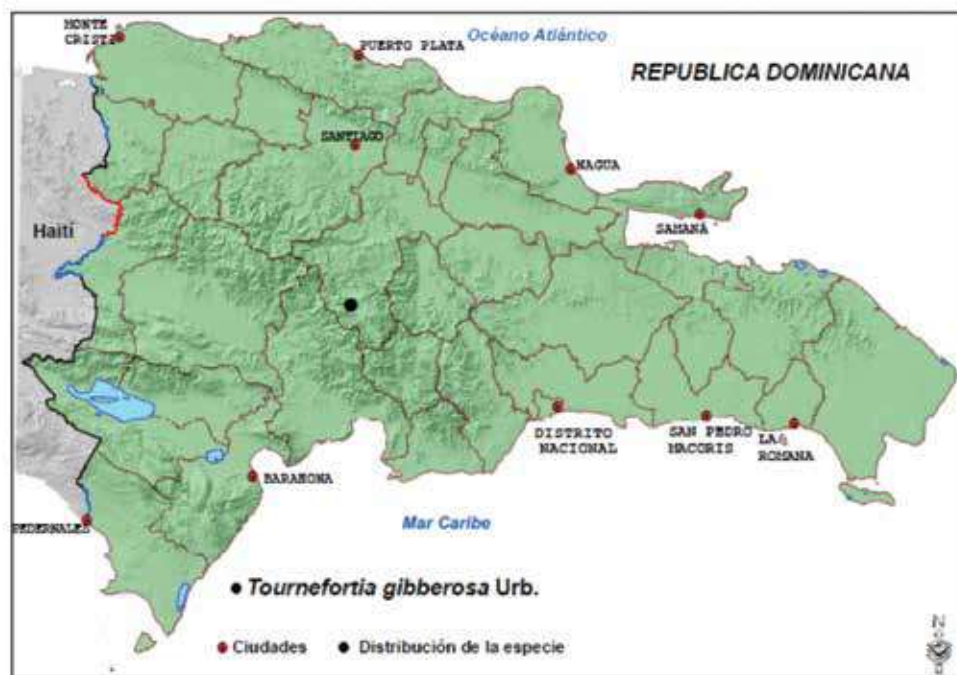 MONTE
CRISTI
Océano Atlántico
PUERTO PLATA
REPUBLICA DOMINICANA
SANTIAGO
NAGUA
SAMANÁ
Haití
DISTRITO
NACIONAL
SAN PEDRO
MACORIS
LA
ROMANA
BARAHONA
PEDERNALES
Mar Caribe
• Tournefortia gibberosa Urb.
Ciudades
Distribución de la especie
N